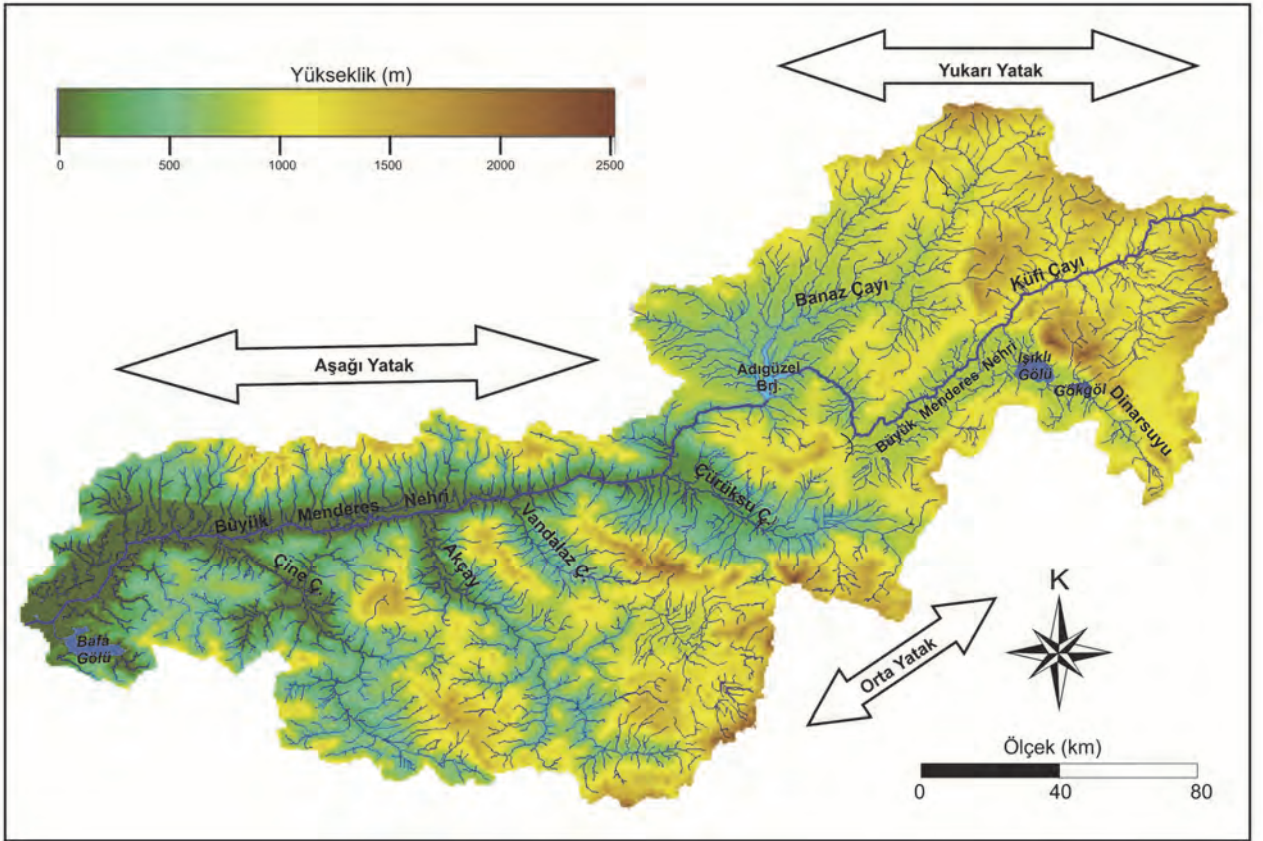 Yükseklik (m)
0 500 1000 1500 2000 2500
Yukarı Yatak
Küfi Çayı
Banaz Çayı
Aşağı Yatak
Adıgüzel
Brj.
Işıklı
Gölü
Gökgöl
Dinarsuyu
Büyük Menderes Nehri
Çürüksu Ç.
Büyük Menderes Nehri
Vandalaz Ç.
Akçay
Çine Ç.
Bafa
Gölü
K
Orta Yatak
Ölçek (km)
0 40 80